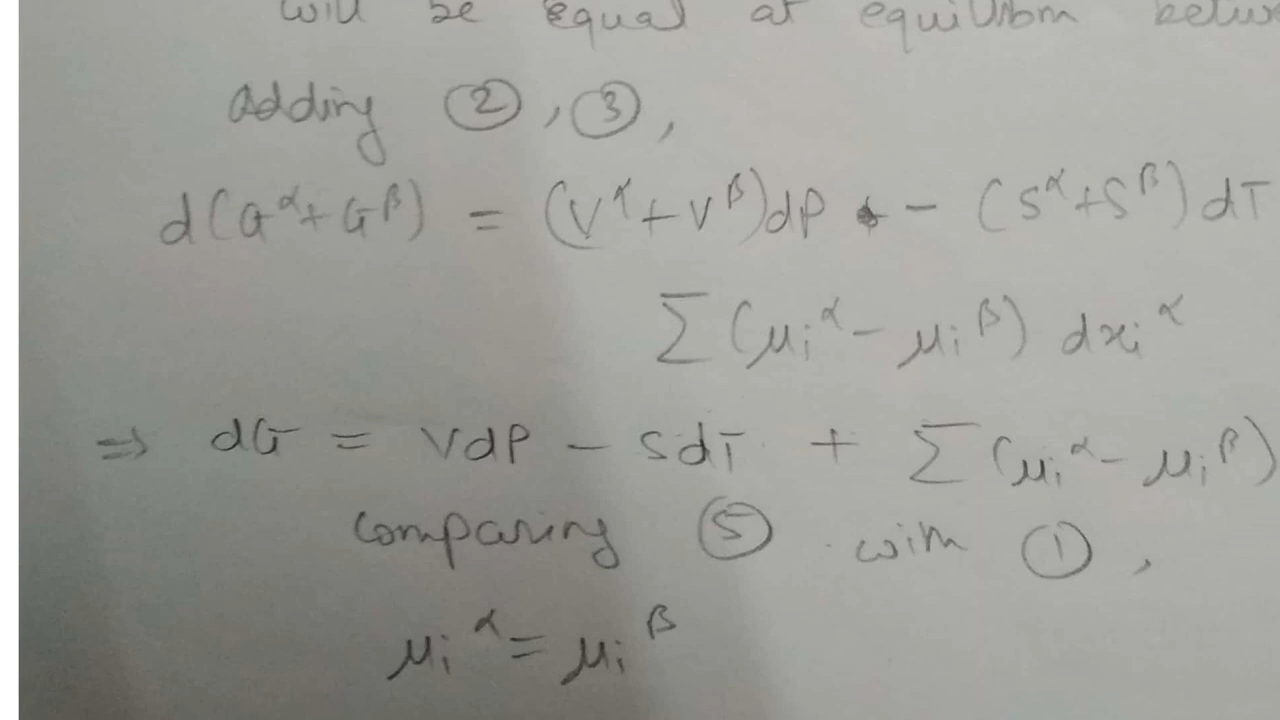 will be equal at equilibrm
adding ②, ③,
d(G^α+G^β) = (V^α+V^β)dP - (S^α+S^β)dT
Σ(μi^α - μi^β) dxi^α
⇒ dG = VdP - SdT + Σ(μi^α - μi^β)
Comparing ⑤ with ①,
μi^α = μi^β